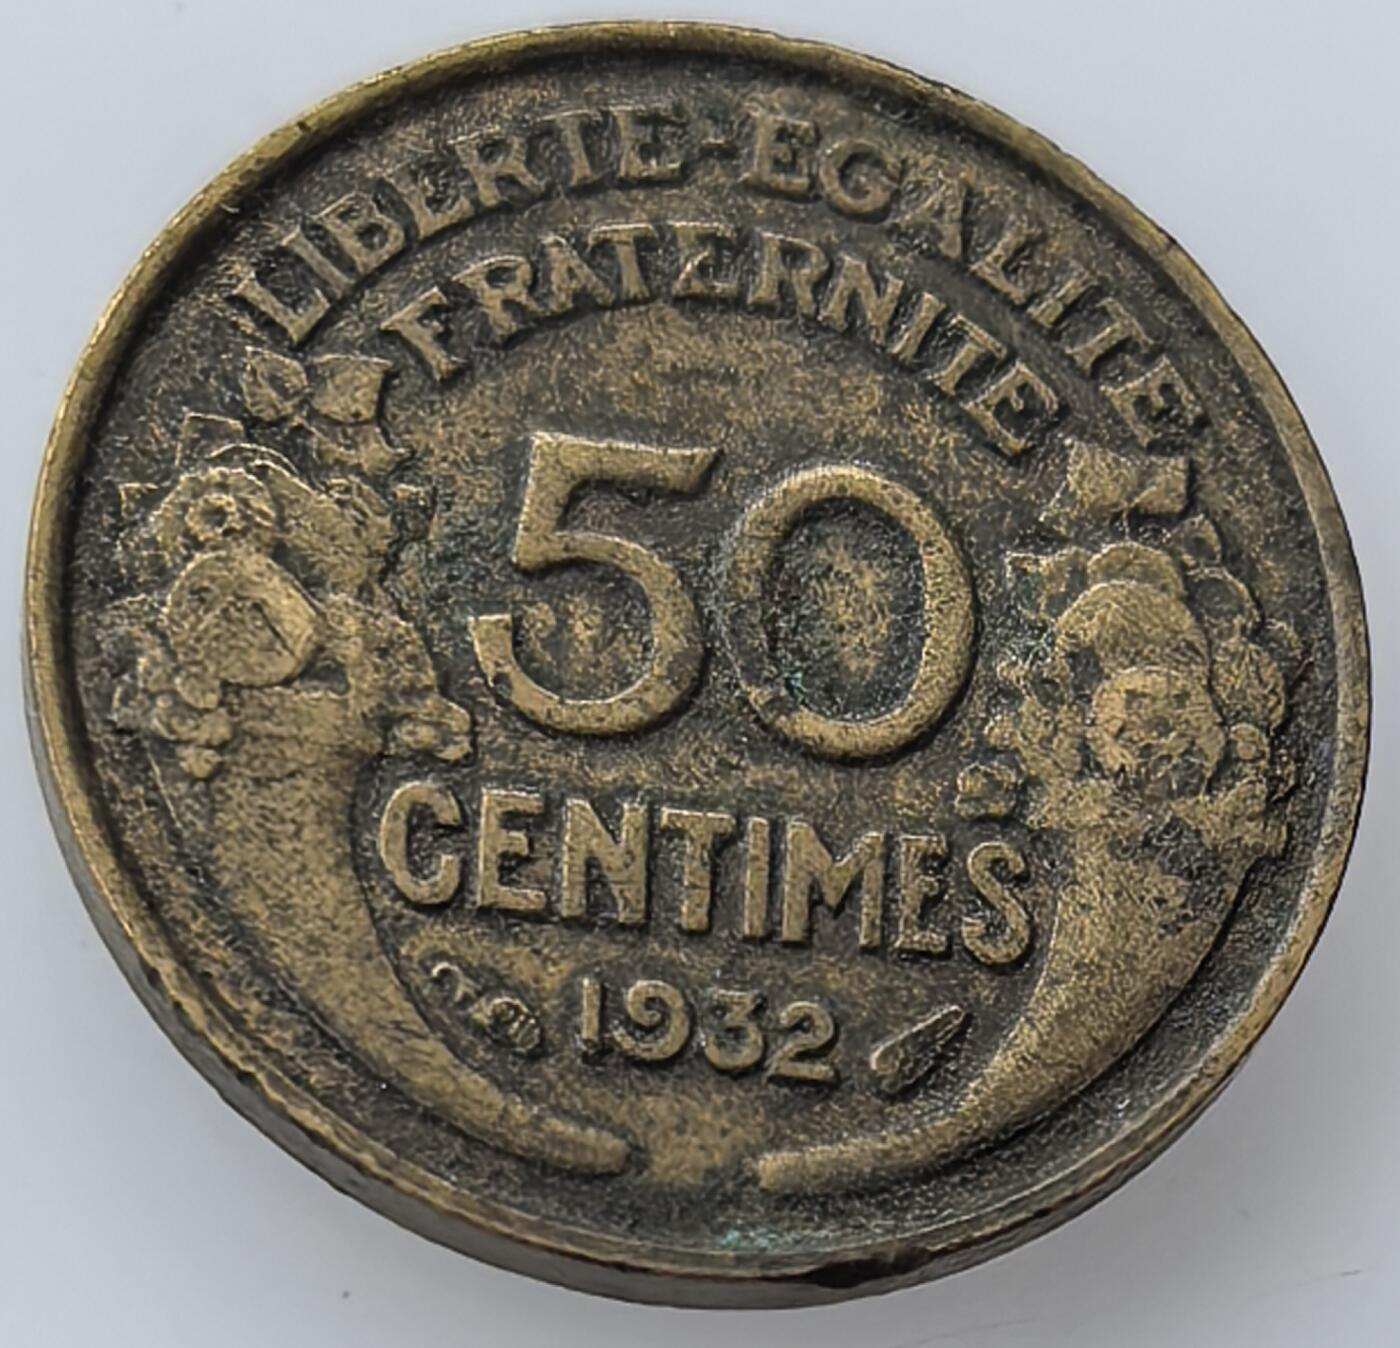 LIBERTE-EGALITE
FRATERNITE
50
CENTIMES
1932